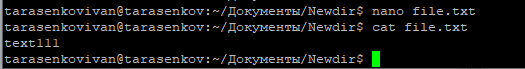 tarasenkovivan@tarasenkov:~/Документы/Newdir$ nano file.txt
tarasenkovivan@tarasenkov:~/Документы/Newdir$ cat file.txt
text111
tarasenkovivan@tarasenkov:~/Документы/Newdir$